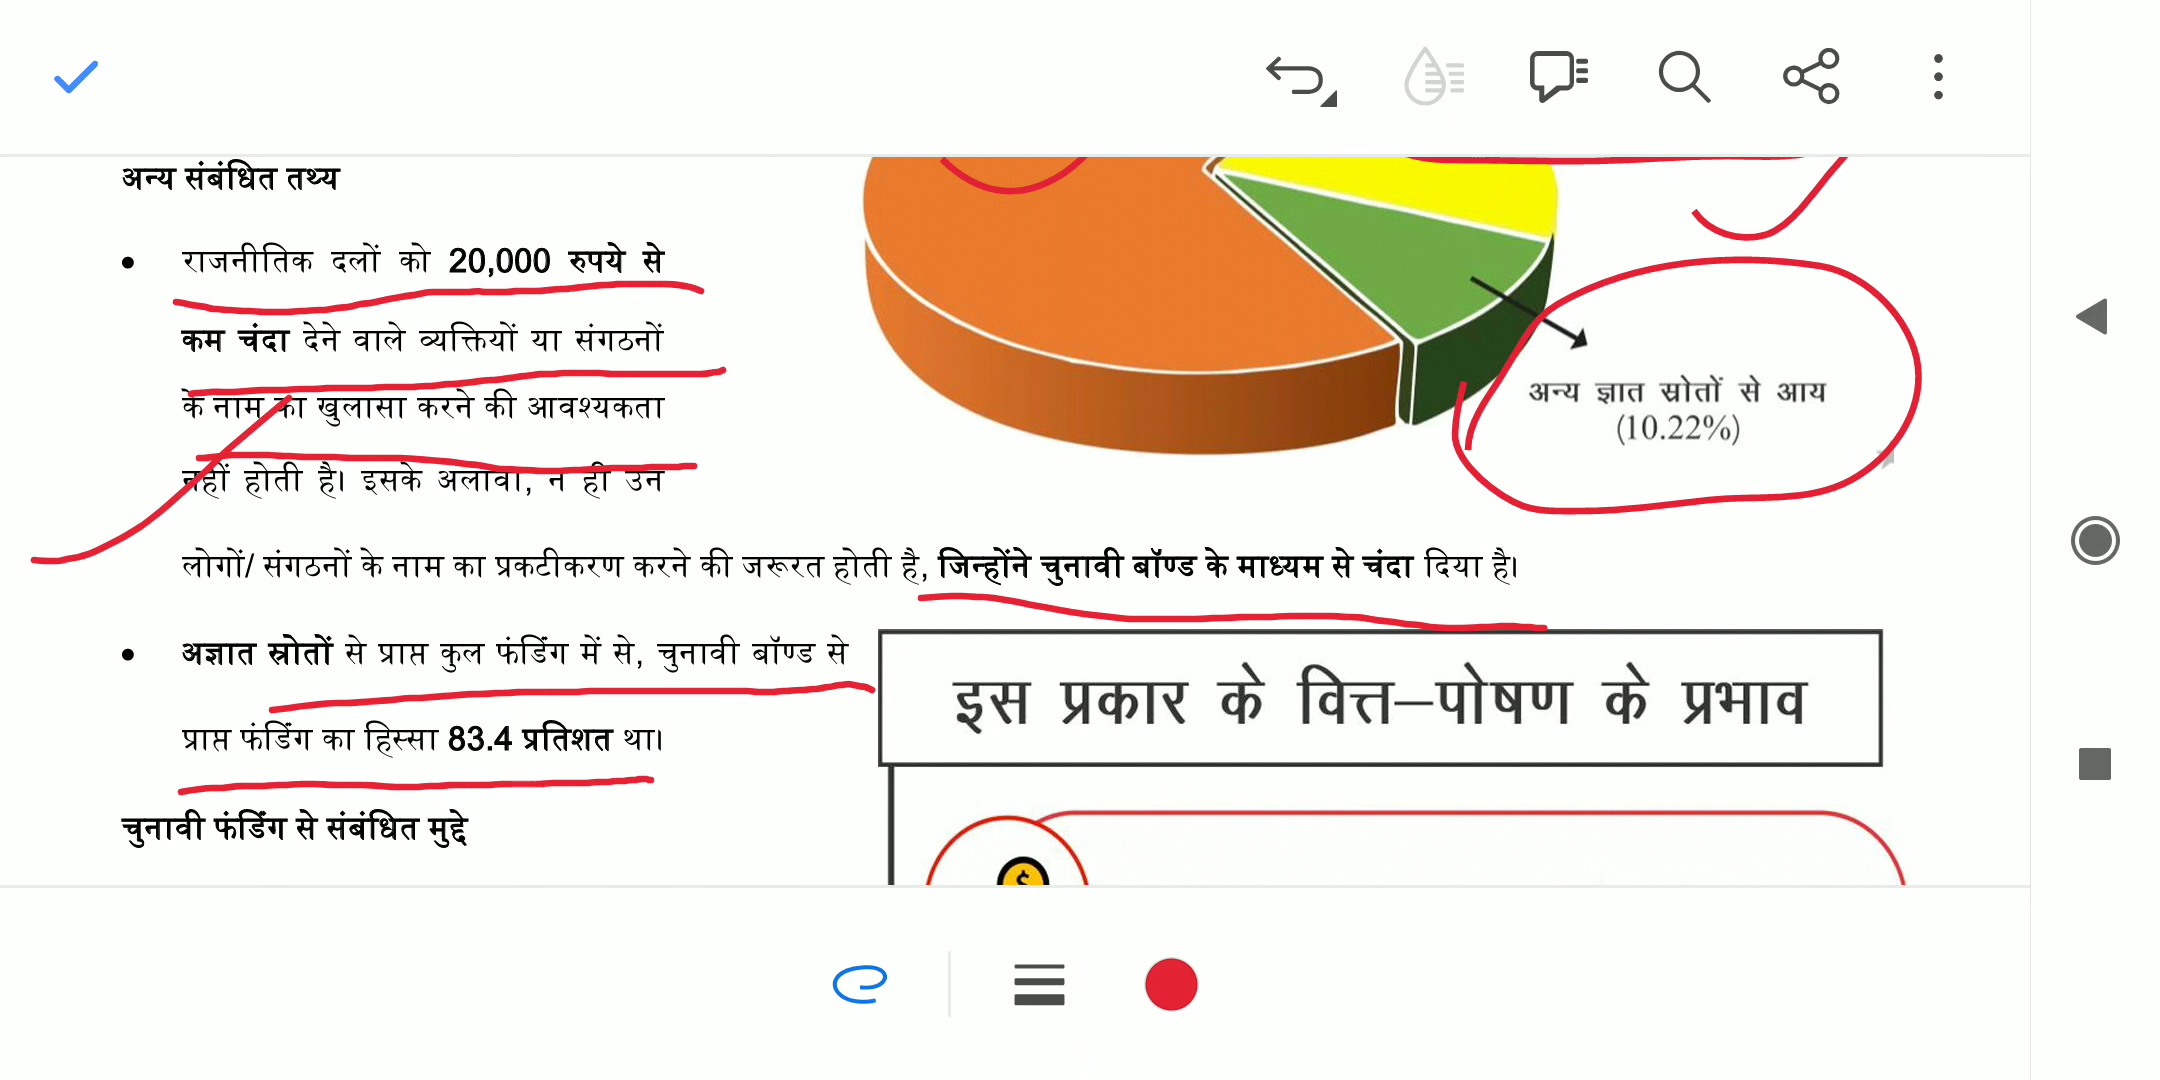 अन्य संबंधित तथ्य
राजनीतिक दलों को 20,000 रुपये से
कम चंदा देने वाले व्यक्तियों या संगठनों
के नाम का खुलासा करने की आवश्यकता
नहीं होती है। इसके अलावा, न ही उन
लोगों/ संगठनों के नाम का प्रकटीकरण करने की जरूरत होती है, जिन्होंने चुनावी बॉण्ड के माध्यम से चंदा दिया है।
अज्ञात स्रोतों से प्राप्त कुल फंडिंग में से, चुनावी बॉण्ड से
प्राप्त फंडिंग का हिस्सा 83.4 प्रतिशत था।
चुनावी फंडिंग से संबंधित मुद्दे
अन्य ज्ञात स्रोतों से आय
(10.22%)
इस प्रकार के वित्त–पोषण के प्रभाव
$